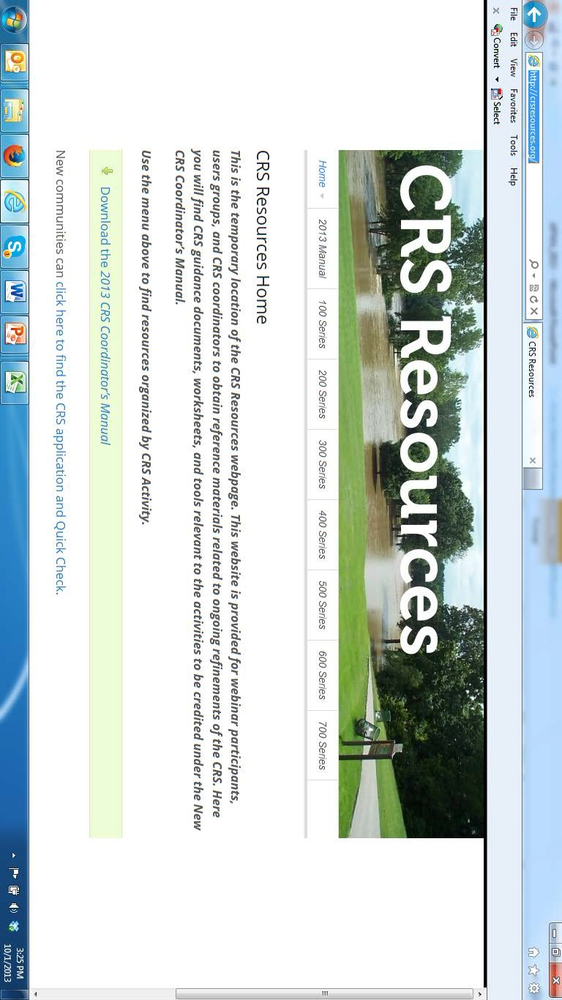 http://crsresources.org/
CRS Resources
File Edit View Favorites Tools Help
Convert Select
CRS Resources
Home 2013 Manual 100 Series 200 Series 300 Series 400 Series 500 Series 600 Series 700 Series
CRS Resources Home
This is the temporary location of the CRS Resources webpage. This website is provided for webinar participants,
users groups, and CRS coordinators to obtain reference materials related to ongoing refinements of the CRS. Here
you will find CRS guidance documents, worksheets, and tools relevant to the activities to be credited under the New
CRS Coordinator's Manual.
Use the menu above to find resources organized by CRS Activity.
Download the 2013 CRS Coordinator's Manual
New communities can click here to find the CRS application and Quick Check.
3:25 PM
10/1/2013